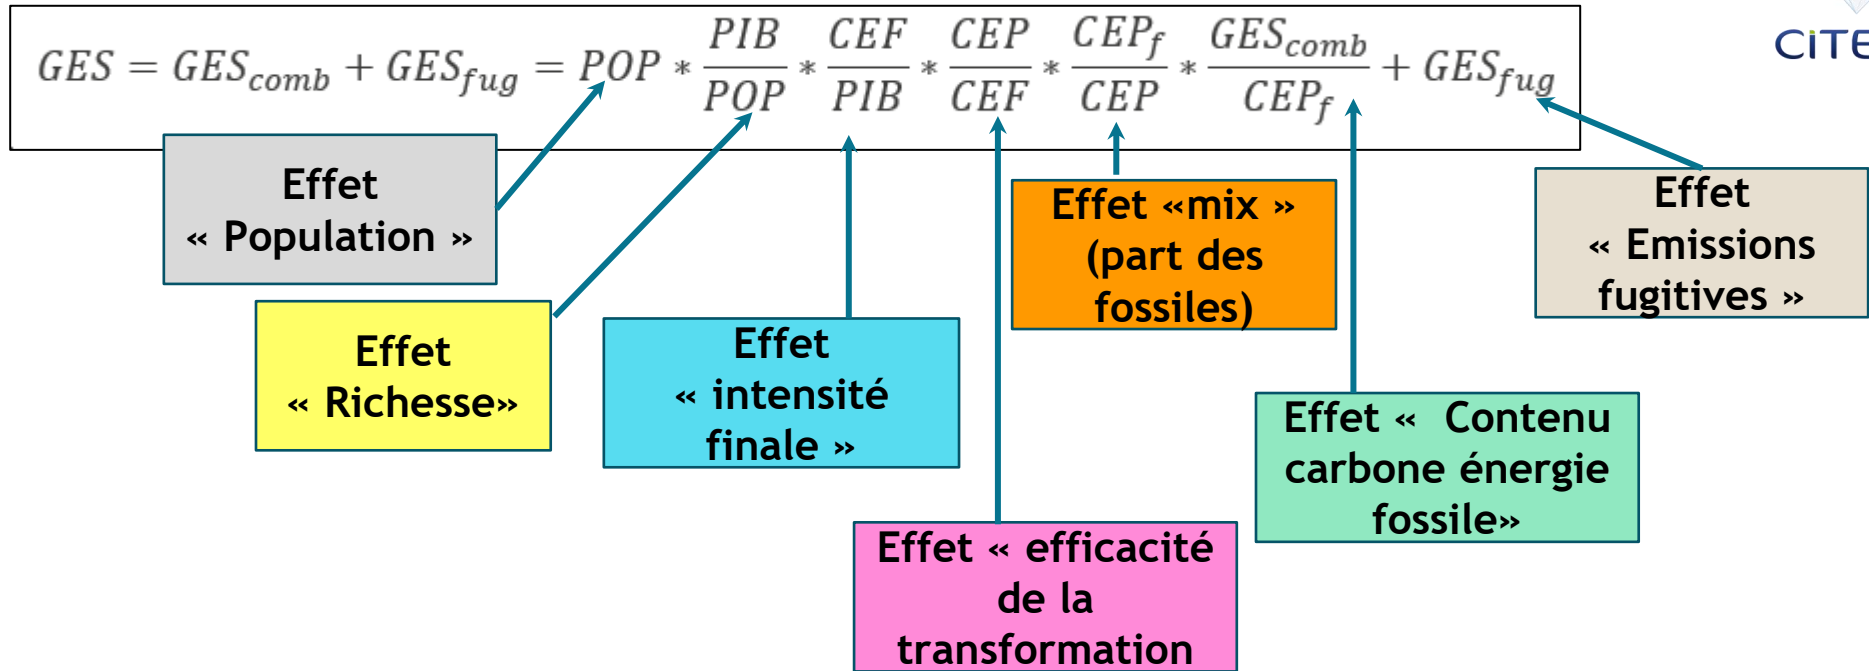 GES = GES_comb + GES_fug = POP * PIB/POP * CEF/PIB * CEP/CEF * CEP_f/CEP * GES_comb/CEP_f + GES_fug
CiTE
Effet
« Population »
Effet
« Richesse»
Effet
« intensité
finale »
Effet « efficacité
de la
transformation
Effet «mix »
(part des
fossiles)
Effet « Contenu
carbone énergie
fossile»
Effet
« Emissions
fugitives »